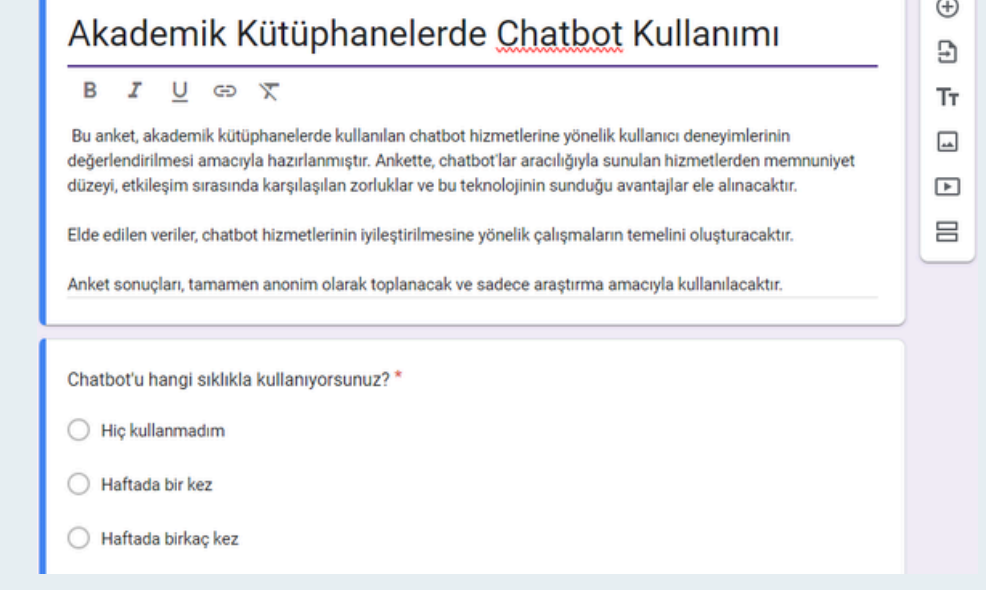 Akademik Kütüphanelerde Chatbot Kullanımı
B I U
Bu anket, akademik kütüphanelerde kullanılan chatbot hizmetlerine yönelik kullanıcı deneyimlerinin
değerlendirilmesi amacıyla hazırlanmıştır. Ankette, chatbot'lar aracılığıyla sunulan hizmetlerden memnuniyet
düzeyi, etkileşim sırasında karşılaşılan zorluklar ve bu teknolojinin sunduğu avantajlar ele alınacaktır.
Elde edilen veriler, chatbot hizmetlerinin iyileştirilmesine yönelik çalışmaların temelini oluşturacaktır.
Anket sonuçları, tamamen anonim olarak toplanacak ve sadece araştırma amacıyla kullanılacaktır.
Chatbot'u hangi sıklıkla kullanıyorsunuz? *
Hiç kullanmadım
Haftada bir kez
Haftada birkaç kez
Tт